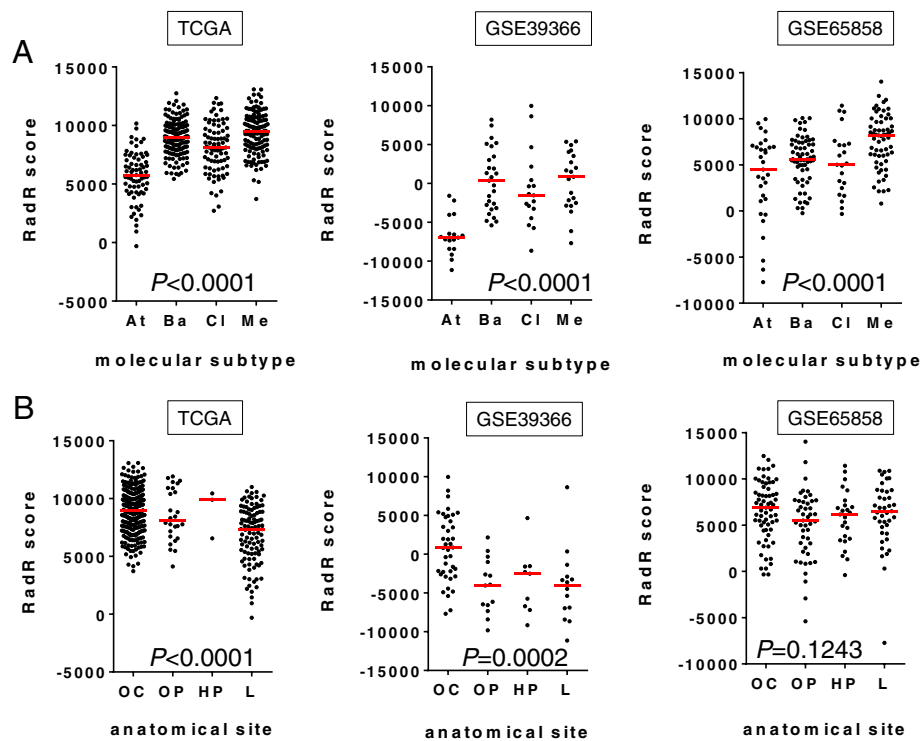 TCGA
GSE39366
GSE65858
A
RadR score
15000
10000
5000
0
-5000
P<0.0001
At Ba Cl Me
molecular subtype
RadR score
15000
10000
5000
0
-5000
-10000
-15000
P<0.0001
At Ba Cl Me
molecular subtype
RadR score
15000
10000
5000
0
-5000
-10000
P<0.0001
At Ba Cl Me
molecular subtype
B
TCGA
GSE39366
GSE65858
RadR score
15000
10000
5000
0
-5000
P<0.0001
OC OP HP L
anatomical site
RadR score
15000
10000
5000
0
-5000
-10000
-15000
P=0.0002
OC OP HP L
anatomical site
RadR score
15000
10000
5000
0
-5000
-10000
P=0.1243
OC OP HP L
anatomical site